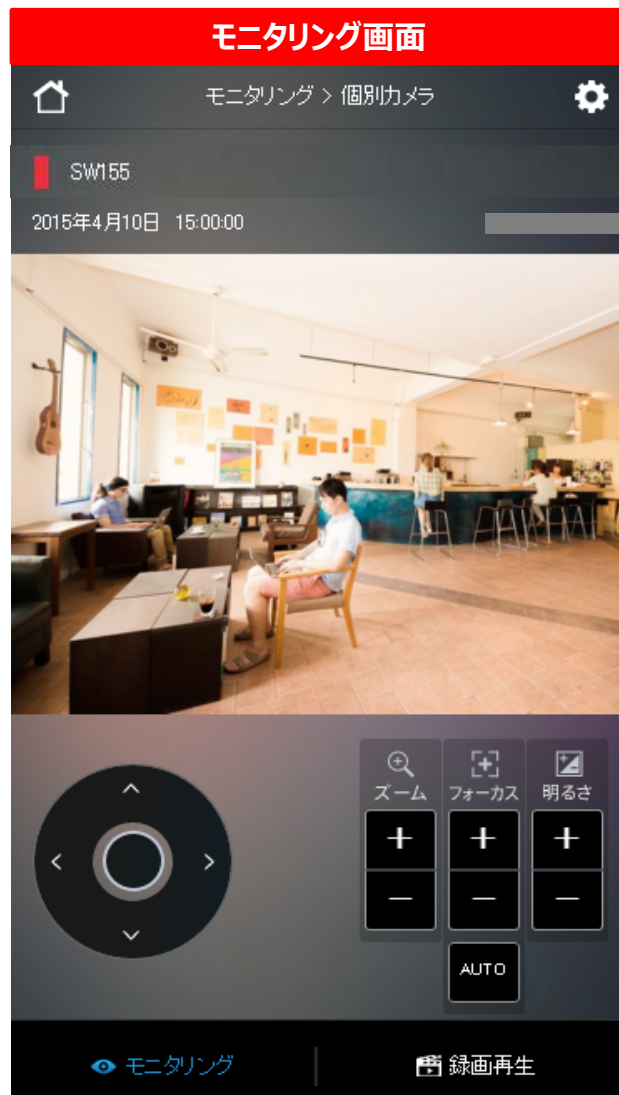 モニタリング画面
モニタリング > 個別カメラ
SW155
2015年4月10日 15:00:00
ズーム フォーカス 明るさ
+ + +
− − −
AUTO
モニタリング 録画再生